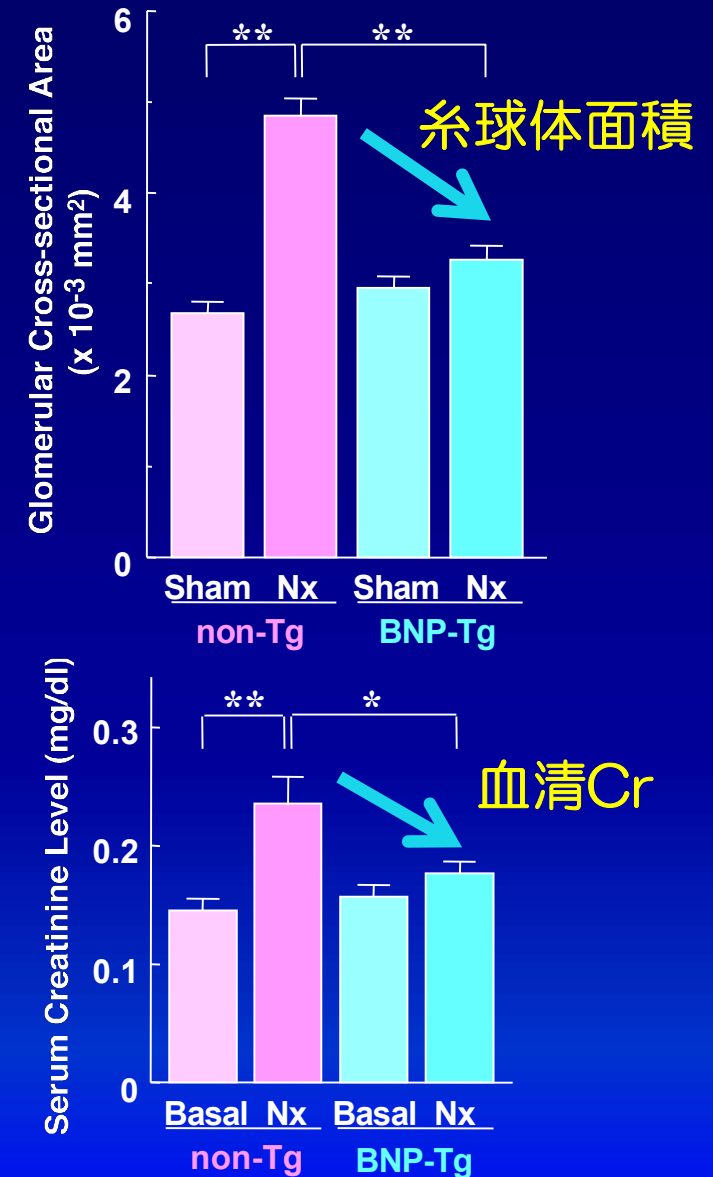 Glomerular Cross-sectional Area
(x 10-3 mm2)
6
4
2
0
**
**
糸球体面積
Sham Nx Sham Nx
non-Tg BNP-Tg
Serum Creatinine Level (mg/dl)
0.3
0.2
0.1
0
**
*
血清Cr
Basal Nx Basal Nx
non-Tg BNP-Tg